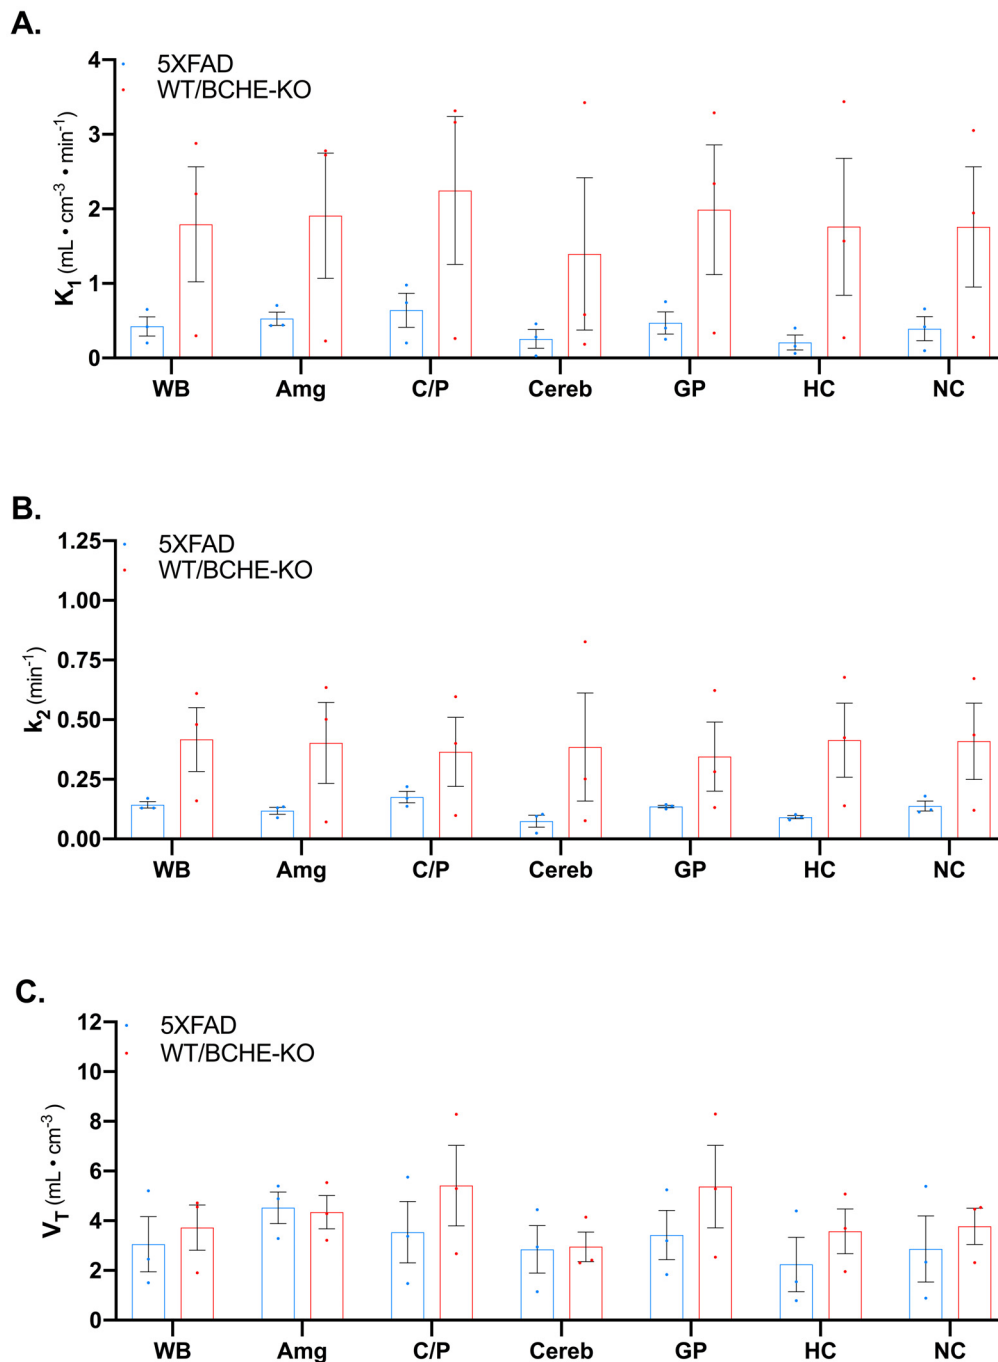 A.
5XFAD
WT/BCHE-KO
K1 (mL • cm-3 • min-1)
4
3
2
1
0
WB Amg C/P Cereb GP HC NC
B.
5XFAD
WT/BCHE-KO
k2 (min-1)
1.25
1.00
0.75
0.50
0.25
0.00
WB Amg C/P Cereb GP HC NC
C.
5XFAD
WT/BCHE-KO
VT (mL • cm-3)
12
10
8
6
4
2
0
WB Amg C/P Cereb GP HC NC